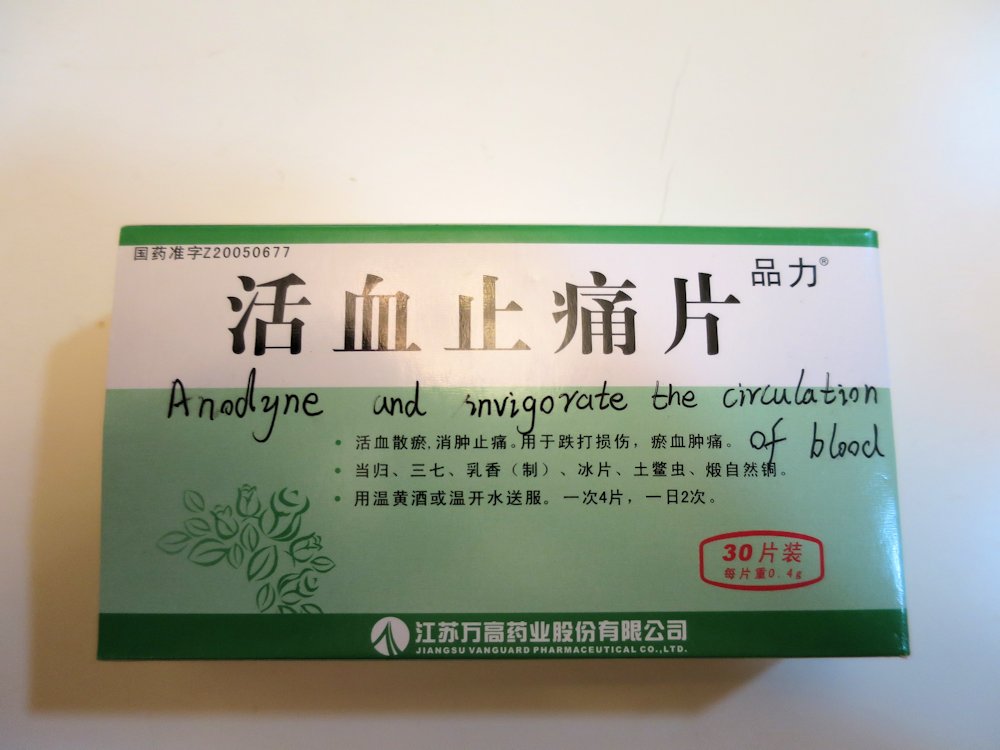 国药准字Z20050677
品力®
活血止痛片
Anodyne and invigorate the circulation
of blood
• 活血散瘀,消肿止痛。用于跌打损伤，瘀血肿痛。
• 当归、三七、乳香（制）、冰片、土鳖虫、煅自然铜。
• 用温黄酒或温开水送服。一次4片，一日2次。
30片装
每片重0.4g
江苏万高药业股份有限公司
JIANGSU VANGUARD PHARMACEUTICAL CO.,LTD.